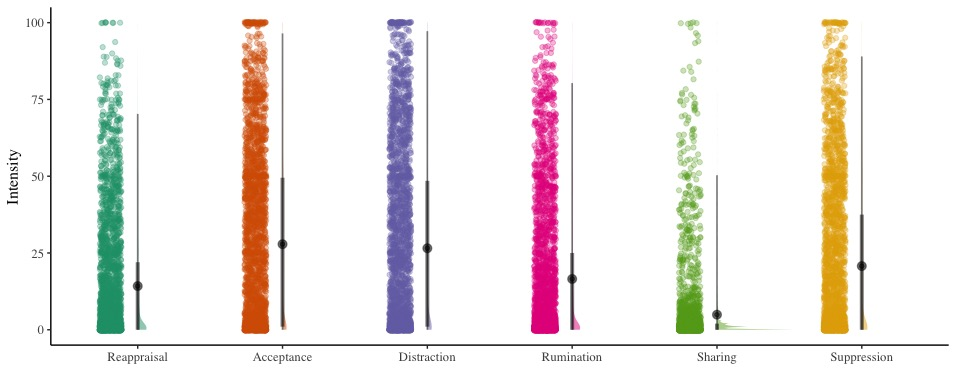 Intensity
100
75
50
25
0
Reappraisal Acceptance Distraction Rumination Sharing Suppression